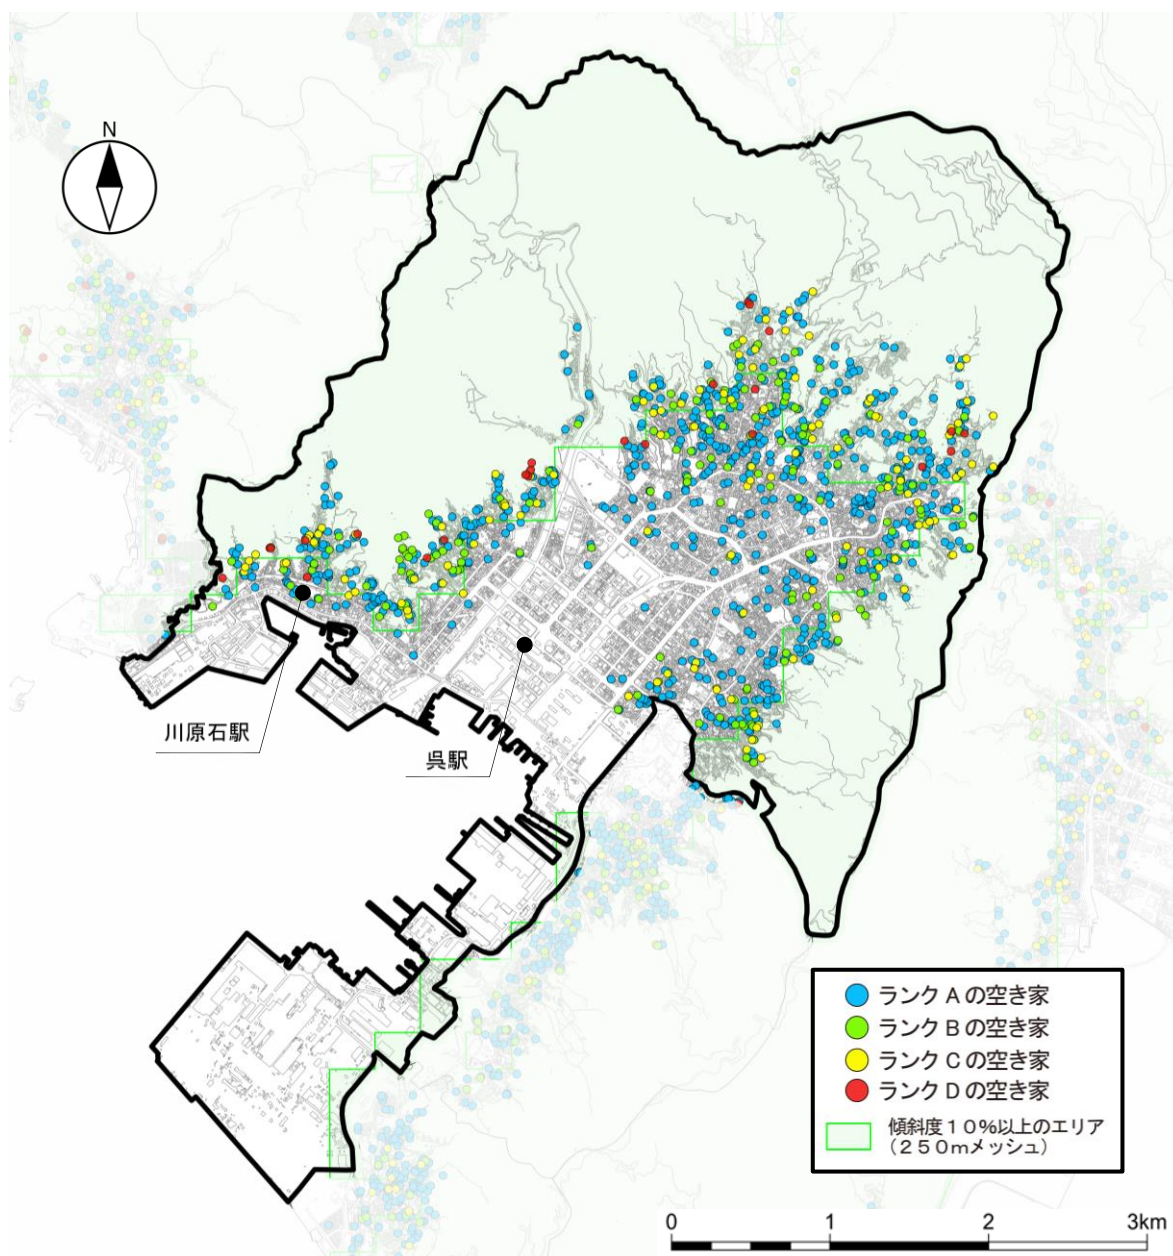 N
川原石駅
呉駅
ランクAの空き家
ランクBの空き家
ランクCの空き家
ランクDの空き家
傾斜度10%以上のエリア
(250mメッシュ)
0 1 2 3km